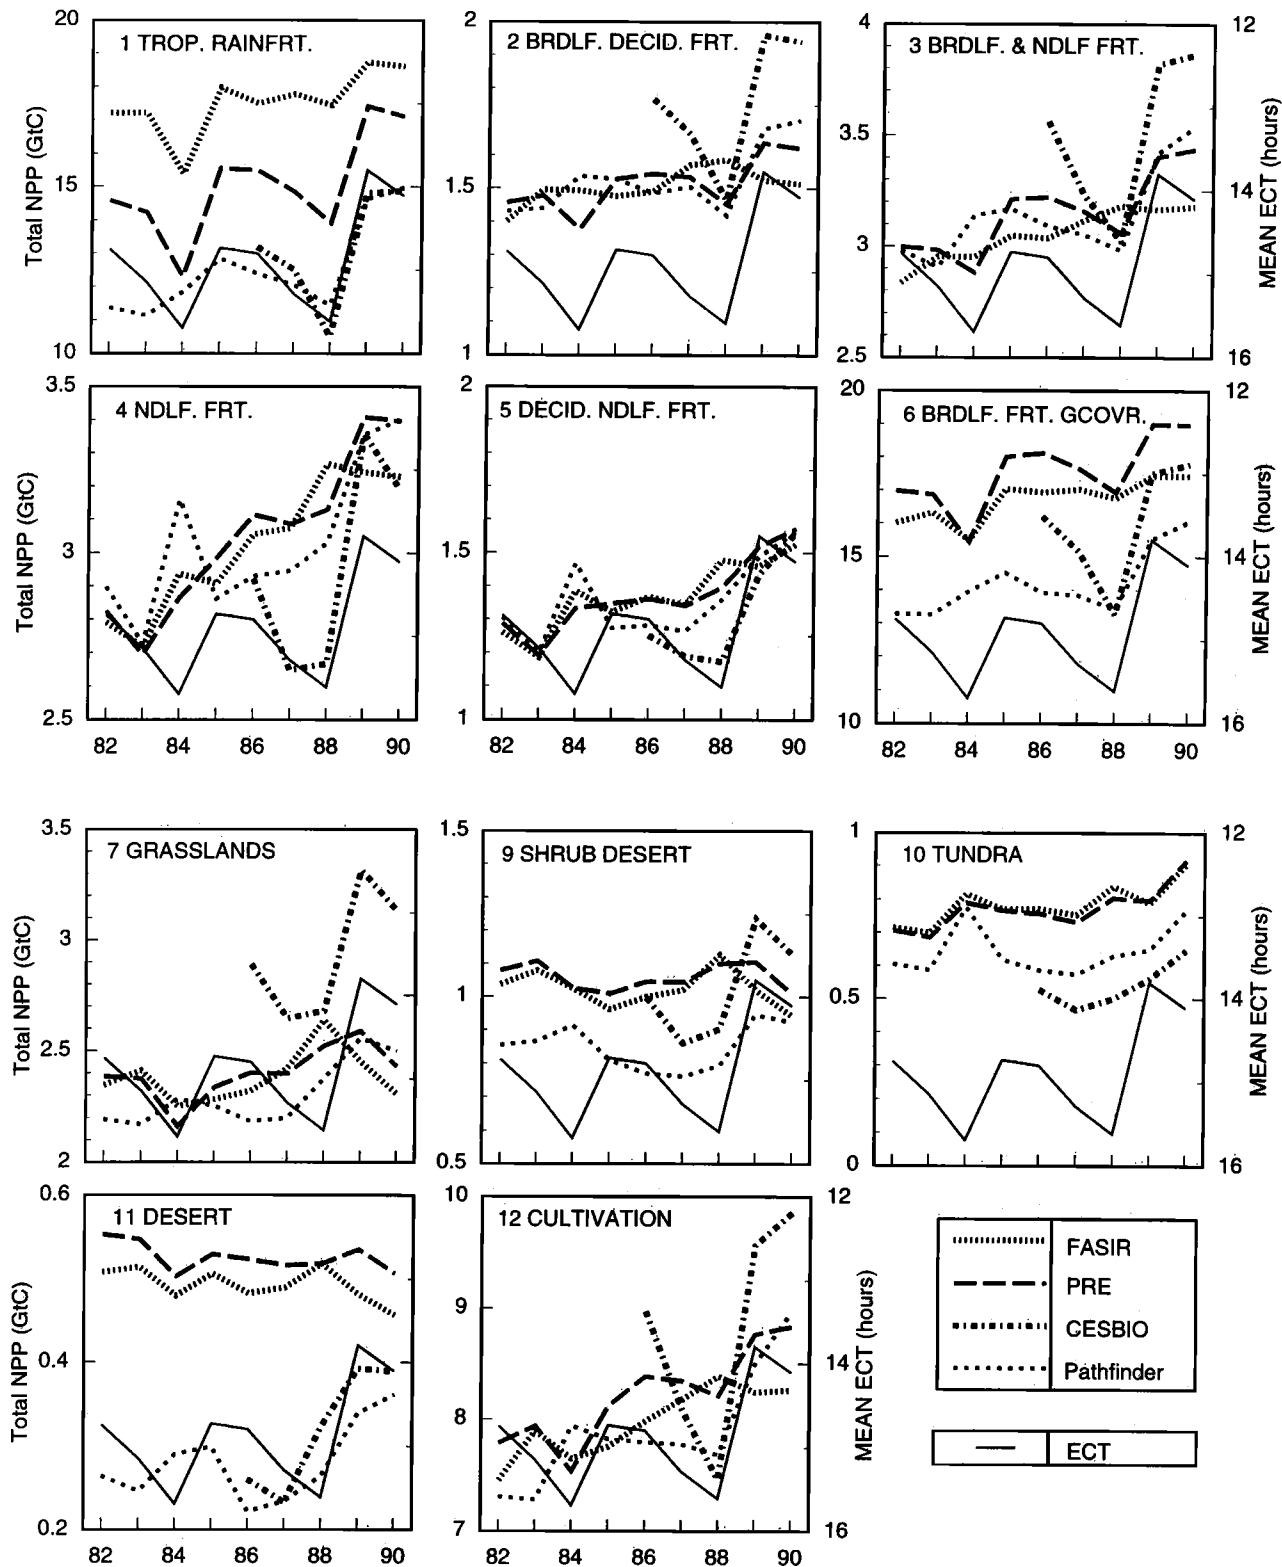 1 TROP. RAINFRT.
Total NPP (GtC)
20
15
10
2 BRDLF. DECID. FRT.
2
1.5
1
3 BRDLF. & NDLF FRT.
4
3.5
3
2.5
12
14
16
MEAN ECT (hours)
4 NDLF. FRT.
Total NPP (GtC)
3.5
3
2.5
82 84 86 88 90
5 DECID. NDLF. FRT.
2
1.5
1
82 84 86 88 90
6 BRDLF. FRT. GCOVR.
20
15
10
12
14
16
MEAN ECT (hours)
82 84 86 88 90
7 GRASSLANDS
Total NPP (GtC)
3.5
3
2.5
2
9 SHRUB DESERT
1.5
1
0.5
10 TUNDRA
1
0.5
0
12
14
16
MEAN ECT (hours)
11 DESERT
Total NPP (GtC)
0.6
0.4
0.2
82 84 86 88 90
12 CULTIVATION
10
9
8
7
12
14
16
MEAN ECT (hours)
82 84 86 88 90
FASIR
PRE
CESBIO
Pathfinder
ECT